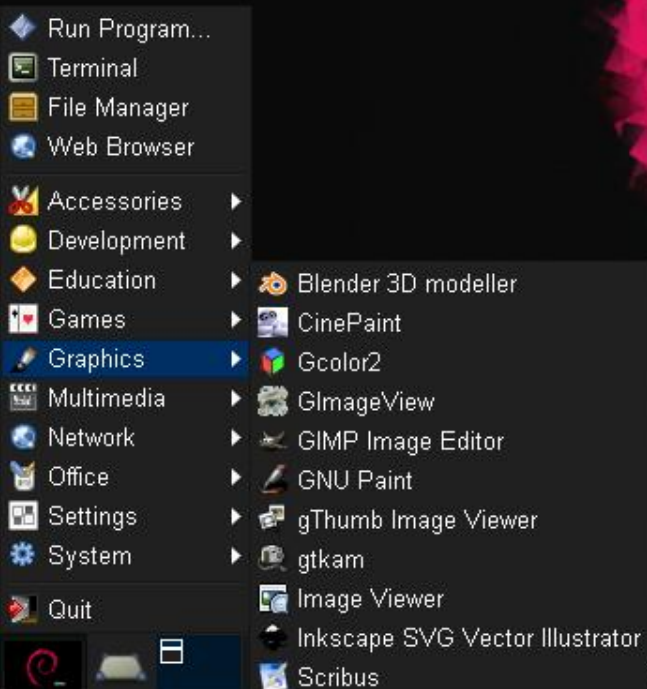 Run Program...
Terminal
File Manager
Web Browser
Accessories
Development
Education
Games
Graphics
Multimedia
Network
Office
Settings
System
Quit
Blender 3D modeller
CinePaint
Gcolor2
GImageView
GIMP Image Editor
GNU Paint
gThumb Image Viewer
gtkam
Image Viewer
Inkscape SVG Vector Illustrator
Scribus